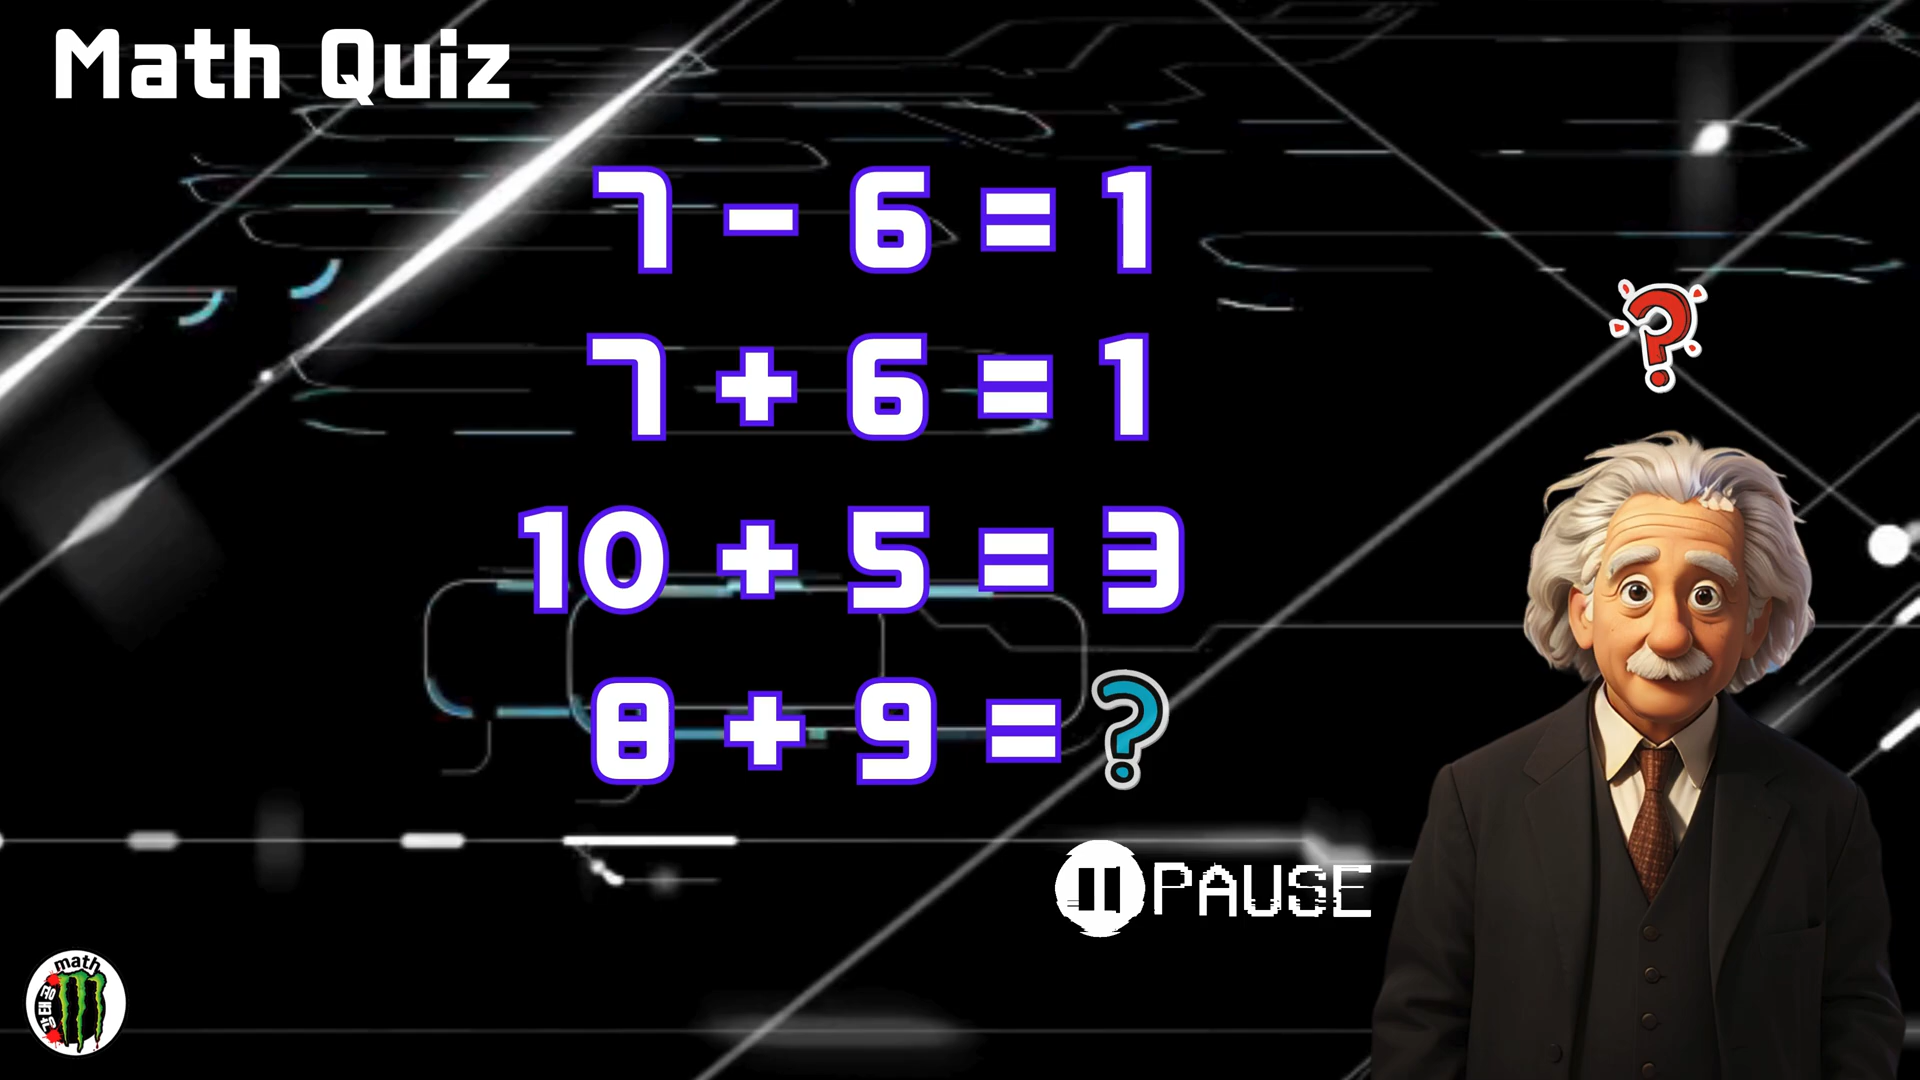 Math Quiz
7 - 6 = 1
7 + 6 = 1
10 + 5 = 3
8 + 9 = ?
PAUSE
math